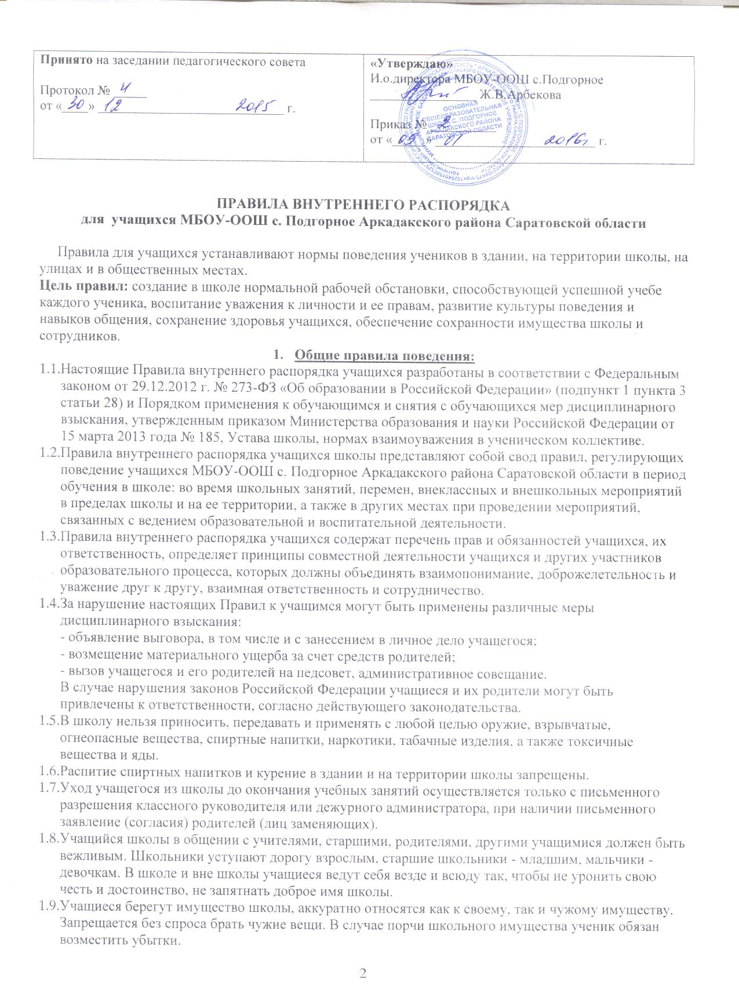 Принято на заседании педагогического совета
Протокол № 4
от « 30 » 12 2015 г.
«Утверждаю»
И.о.директора МБОУ-ООШ с.Подгорное
Ж.В.Арбекова
Приказ № 2
от « 09 » 01 2016г. г.
ОСНОВНАЯ
ОБЩЕОБРАЗОВАТЕЛЬНАЯ
ШКОЛА С. ПОДГОРНОЕ
АРКАДАКСКОГО РАЙОНА
САРАТОВСКОЙ ОБЛАСТИ
ПРАВИЛА ВНУТРЕННЕГО РАСПОРЯДКА
для учащихся МБОУ-ООШ с. Подгорное Аркадакского района Саратовской области
Правила для учащихся устанавливают нормы поведения учеников в здании, на территории школы, на
улицах и в общественных местах.
Цель правил: создание в школе нормальной рабочей обстановки, способствующей успешной учебе
каждого ученика, воспитание уважения к личности и ее правам, развитие культуры поведения и
навыков общения, сохранение здоровья учащихся, обеспечение сохранности имущества школы и
сотрудников.
1. Общие правила поведения:
1.1.Настоящие Правила внутреннего распорядка учащихся разработаны в соответствии с Федеральным
законом от 29.12.2012 г. № 273-ФЗ «Об образовании в Российской Федерации» (подпункт 1 пункта 3
статьи 28) и Порядком применения к обучающимся и снятия с обучающихся мер дисциплинарного
взыскания, утвержденным приказом Министерства образования и науки Российской Федерации от
15 марта 2013 года № 185, Устава школы, нормах взаимоуважения в ученическом коллективе.
1.2.Правила внутреннего распорядка учащихся школы представляют собой свод правил, регулирующих
поведение учащихся МБОУ-ООШ с. Подгорное Аркадакского района Саратовской области в период
обучения в школе: во время школьных занятий, перемен, внеклассных и внешкольных мероприятий
в пределах школы и на ее территории, а также в других местах при проведении мероприятий,
связанных с ведением образовательной и воспитательной деятельности.
1.3.Правила внутреннего распорядка учащихся содержат перечень прав и обязанностей учащихся, их
ответственность, определяет принципы совместной деятельности учащихся и других участников
образовательного процесса, которых должны объединять взаимопонимание, доброжелетельность и
уважение друг к другу, взаимная ответственность и сотрудничество.
1.4.За нарушение настоящих Правил к учащимся могут быть применены различные меры
дисциплинарного взыскания:
- объявление выговора, в том числе и с занесением в личное дело учащегося;
- возмещение материального ущерба за счет средств родителей;
- вызов учащегося и его родителей на педсовет, административное совещание.
В случае нарушения законов Российской Федерации учащиеся и их родители могут быть
привлечены к ответственности, согласно действующего законодательства.
1.5.В школу нельзя приносить, передавать и применять с любой целью оружие, взрывчатые,
огнеопасные вещества, спиртные напитки, наркотики, табачные изделия, а также токсичные
вещества и яды.
1.6.Распитие спиртных напитков и курение в здании и на территории школы запрещены.
1.7.Уход учащегося из школы до окончания учебных занятий осуществляется только с письменного
разрешения классного руководителя или дежурного администратора, при наличии письменного
заявление (согласия) родителей (лиц заменяющих).
1.8.Учащийся школы в общении с учителями, старшими, родителями, другими учащимися должен быть
вежливым. Школьники уступают дорогу взрослым, старшие школьники - младшим, мальчики -
девочкам. В школе и вне школы учащиеся ведут себя везде и всюду так, чтобы не уронить свою
честь и достоинство, не запятнать доброе имя школы.
1.9.Учащиеся берегут имущество школы, аккуратно относятся как к своему, так и чужому имуществу.
Запрещается без спроса брать чужие вещи. В случае порчи школьного имущества ученик обязан
возместить убытки.
2